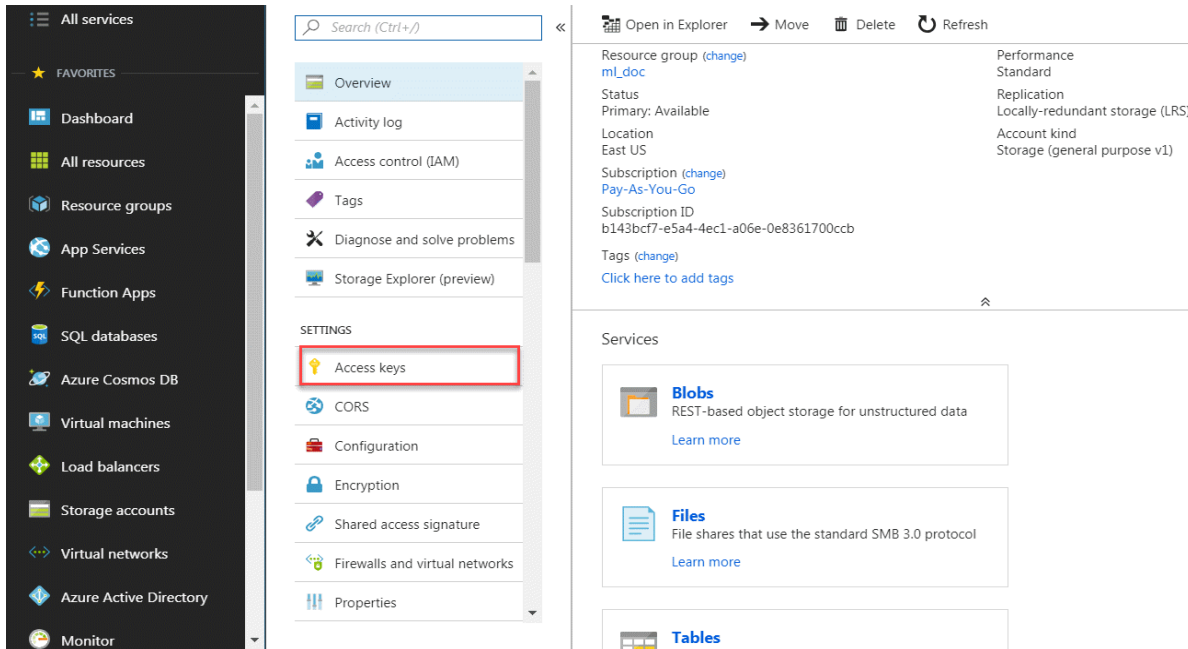 All services
FAVORITES
Dashboard
All resources
Resource groups
App Services
Function Apps
SQL databases
Azure Cosmos DB
Virtual machines
Load balancers
Storage accounts
Virtual networks
Azure Active Directory
Monitor
Search (Ctrl+/)
«
Overview
Activity log
Access control (IAM)
Tags
Diagnose and solve problems
Storage Explorer (preview)
SETTINGS
Access keys
CORS
Configuration
Encryption
Shared access signature
Firewalls and virtual networks
Properties
Open in Explorer Move Delete Refresh
Resource group (change)
ml_doc
Status
Primary: Available
Location
East US
Subscription (change)
Pay-As-You-Go
Subscription ID
b143bcf7-e5a4-4ec1-a06e-0e8361700ccb
Tags (change)
Click here to add tags
Performance
Standard
Replication
Locally-redundant storage (LRS)
Account kind
Storage (general purpose v1)
Services
Blobs
REST-based object storage for unstructured data
Learn more
Files
File shares that use the standard SMB 3.0 protocol
Learn more
Tables